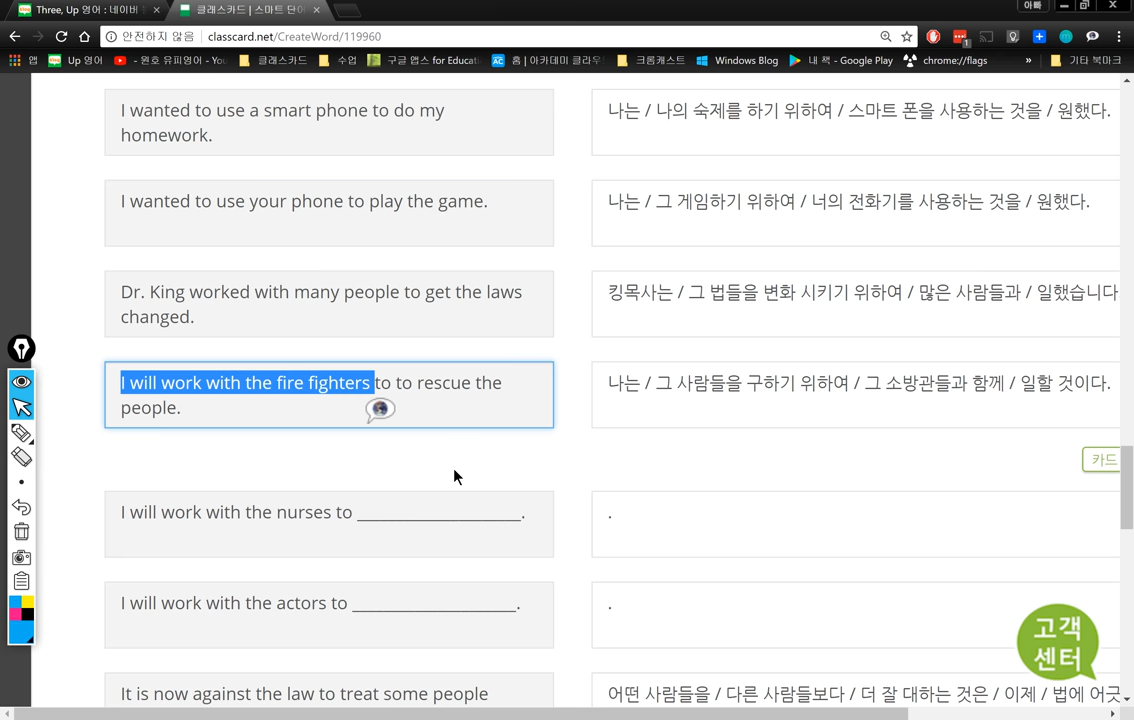 Three, Up 영어 : 네이버
클래스카드 | 스마트 단어
아빠
안전하지 않음
classcard.net/CreateWord/119960
앱
Up 영어
- 원호 유피영어 - You
클래스카드
수업
구글 앱스 for Educati
홈 | 아카데미 클라우
크롬캐스트
Windows Blog
내 책 - Google Play
chrome://flags
»
기타 북마크
I wanted to use a smart phone to do my
homework.
나는 / 나의 숙제를 하기 위하여 / 스마트 폰을 사용하는 것을 / 원했다.
I wanted to use your phone to play the game.
나는 / 그 게임하기 위하여 / 너의 전화기를 사용하는 것을 / 원했다.
Dr. King worked with many people to get the laws
changed.
킹목사는 / 그 법들을 변화 시키기 위하여 / 많은 사람들과 / 일했습니다
I will work with the fire fighters to to rescue the
people.
나는 / 그 사람들을 구하기 위하여 / 그 소방관들과 함께 / 일할 것이다.
카드
I will work with the nurses to ____________________.
.
I will work with the actors to ____________________.
.
고객
센터
It is now against the law to treat some people
어떤 사람들을 / 다른 사람들보다 / 더 잘 대하는 것은 / 이제 / 법에 어긋